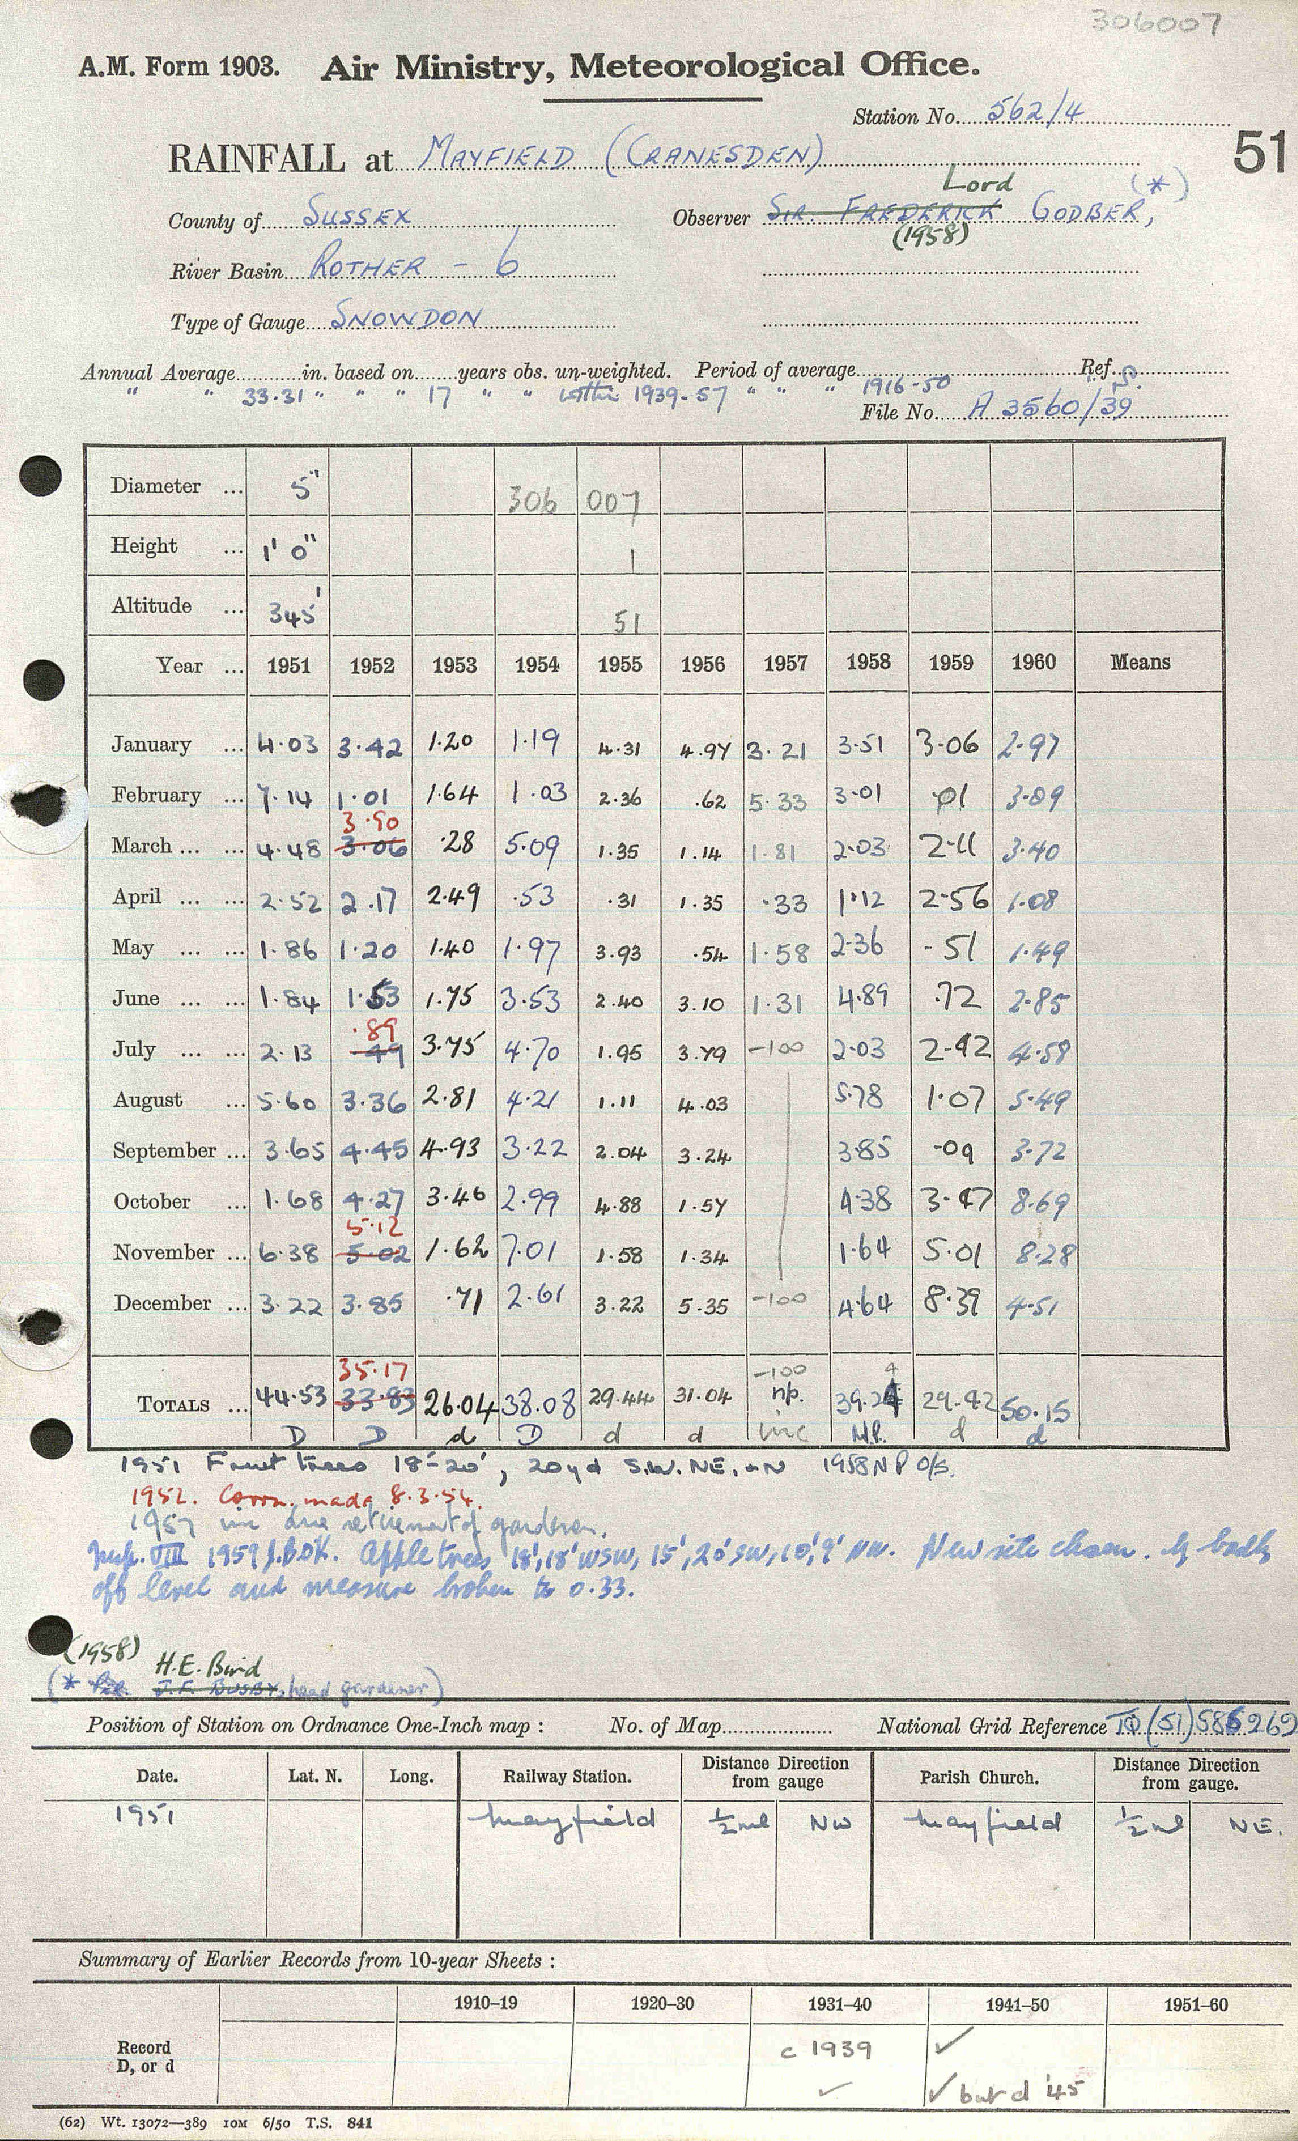 306007
A.M. Form 1903. Air Ministry, Meteorological Office.
Station No. 562/4
RAINFALL at MAYFIELD (CRANESDEN)
51
Lord (*)
County of SUSSEX Observer SIR FREDERICK GODBER,
(1958)
River Basin ROTHER - 6
Type of Gauge SNOWDON
Annual Average............in. based on........years obs. un-weighted. Period of average.................... Ref. S.
" " 33.31 " " " 17 " " 1939-57 " " " 1916-50
File No. A 3560/39
Diameter ... 5" 306 007
Height ... 1' 0" 1
Altitude ... 345' 51
Year ... 1951 1952 1953 1954 1955 1956 1957 1958 1959 1960 Means
January ... 4.03 3.42 1.20 1.19 4.31 4.97 3.21 3.51 3.06 2.97
February ... 7.14 1.01 1.64 1.03 2.36 .62 5.33 3.01 .01 3.09
3.90
March ... ... 4.48 3.06 .28 5.09 1.35 1.14 1.81 2.03 2.11 3.40
April ... ... 2.52 2.17 2.49 .53 .31 1.35 .33 1.12 2.56 1.08
May ... ... 1.86 1.20 1.40 1.97 3.93 .54 1.58 2.36 .51 1.49
June ... ... 1.84 1.53 1.75 3.53 2.40 3.10 1.31 4.89 .72 2.85
.89
July ... ... 2.13 .49 3.75 4.70 1.95 3.79 -100 2.03 2.42 4.58
August ... 5.60 3.36 2.81 4.21 1.11 4.03 5.78 1.07 5.49
September ... 3.65 4.45 4.93 3.22 2.04 3.24 3.85 .09 3.72
October ... 1.68 4.27 3.46 2.99 4.88 1.57 4.38 3.47 8.69
5.12
November ... 6.38 5.02 1.62 7.01 1.58 1.34 1.64 5.01 8.28
December ... 3.22 3.85 .71 2.61 3.22 5.35 -100 4.64 8.39 4.51
35.17 -100 4
TOTALS ... 44.53 33.83 26.04 38.08 29.44 31.04 np. 39.24 29.42 50.15
D D d D d d inc N.P. d d
1951 Fruit trees 18'-20', 20yd S.W. NE, & N 1958 NP O/S.
1952. Corrn. made 8.3.54.
1957 inc due retirement of gardener.
Insp. VIII 1959 J.B.O'K. Apple trees 18', 18' WSW, 15', 20' SW, 10', 9' NW. New site chosen. G badly
off level and measure broken to 0.33.
(1958) H.E. Bird
(* J.F. BUSBY, head gardener)
Position of Station on Ordnance One-Inch map : No. of Map.................... National Grid Reference TQ (51) 586269
Date. Lat. N. Long. Railway Station. Distance from gauge Direction Parish Church. Distance from gauge. Direction
1951 Mayfield ½ ml NW Mayfield ½ ml NE.
Summary of Earlier Records from 10-year Sheets :
1910–19 1920–30 1931–40 1941–50 1951–60
Record c 1939 ✓
D, or d ✓ ✓ but d '45
(62) Wt. 13072—389 10M 6/50 T.S. 841